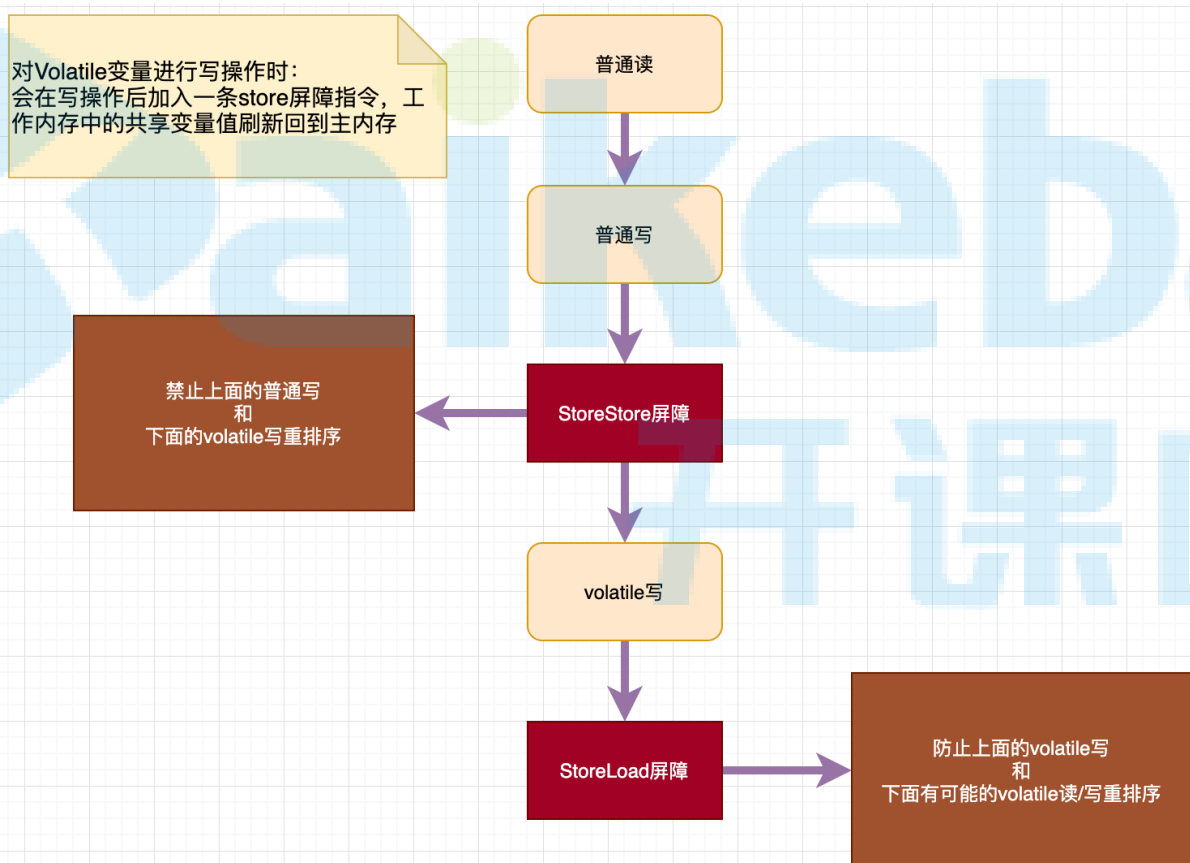 对Volatile变量进行写操作时：
会在写操作后加入一条store屏障指令，工
作内存中的共享变量值刷新回到主内存
普通读
普通写
禁止上面的普通写
和
下面的volatile写重排序
StoreStore屏障
volatile写
StoreLoad屏障
防止上面的volatile写
和
下面有可能的volatile读/写重排序
aikeb
开课